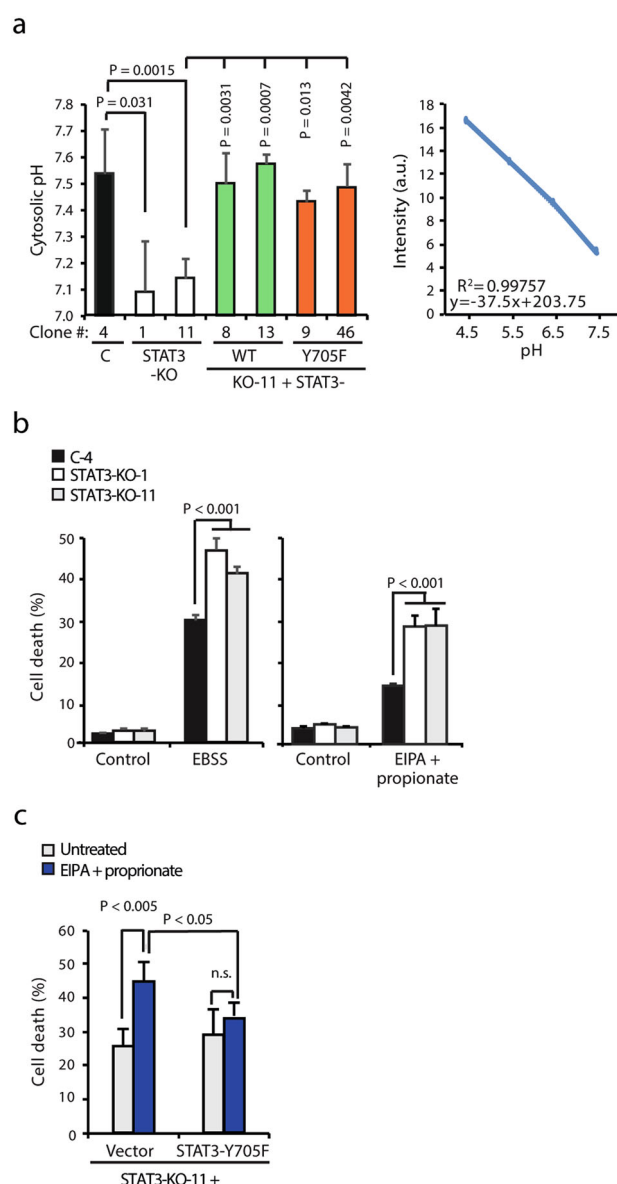 a
P = 0.0015
P = 0.031
P = 0.0031
P = 0.0007
P = 0.013
P = 0.0042
Cytosolic pH
7.8
7.7
7.6
7.5
7.4
7.3
7.2
7.1
7.0
Clone #: 4 1 11 8 13 9 46
C STAT3 WT Y705F
-KO
KO-11 + STAT3-
Intensity (a.u.)
18
16
14
12
10
8
6
4
2
0
R²= 0.99757
y=-37.5x+203.75
4.5 5.5 6.5 7.5
pH
b
C-4
STAT3-KO-1
STAT3-KO-11
P < 0.001
Cell death (%)
50
40
30
20
10
0
Control EBSS
P < 0.001
Control EIPA +
propionate
c
Untreated
EIPA + proprionate
P < 0.005
P < 0.05
n.s.
Cell death (%)
60
50
40
30
20
10
0
Vector STAT3-Y705F
STAT3-KO-11 +